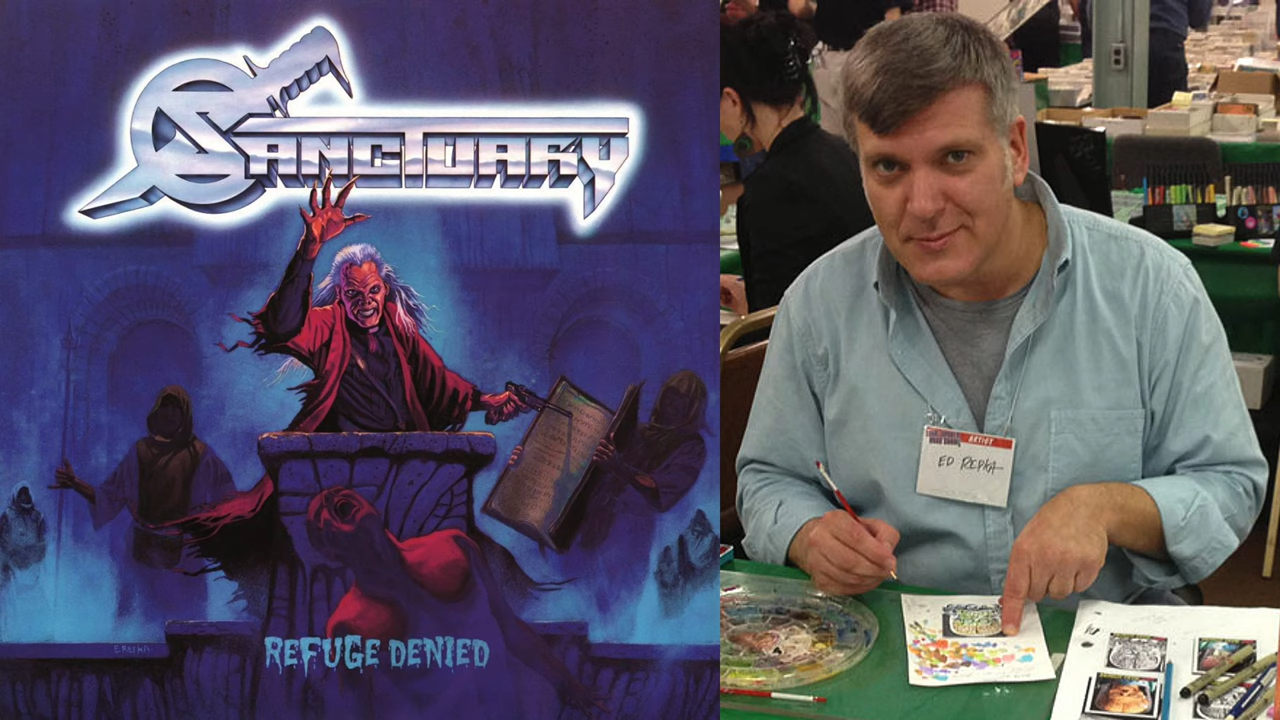 SANCTUARY
E. REPKA
REFUGE DENIED
ARTIST
ED REPKA